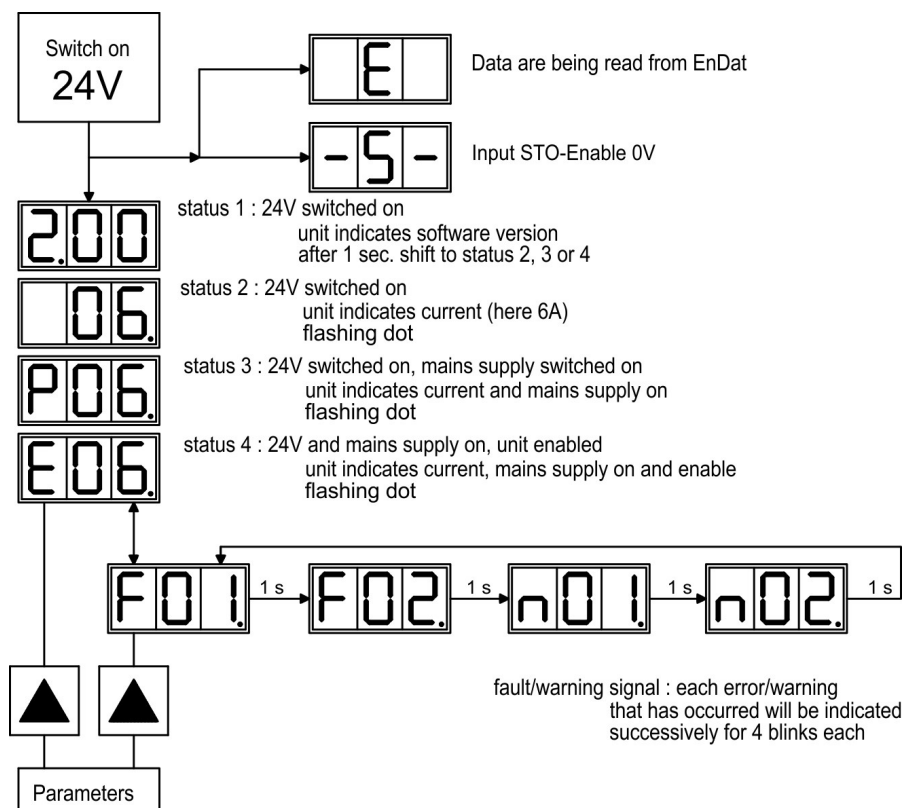 Switch on
24V
E
Data are being read from EnDat
-S-
Input STO-Enable 0V
2.00
status 1 : 24V switched on
unit indicates software version
after 1 sec. shift to status 2, 3 or 4
06.
status 2 : 24V switched on
unit indicates current (here 6A)
flashing dot
P06.
status 3 : 24V switched on, mains supply switched on
unit indicates current and mains supply on
flashing dot
E06.
status 4 : 24V and mains supply on, unit enabled
unit indicates current, mains supply on and enable
flashing dot
F01. 1 s F02. 1 s n01. 1 s n02. 1 s
fault/warning signal : each error/warning
that has occurred will be indicated
successively for 4 blinks each
Parameters